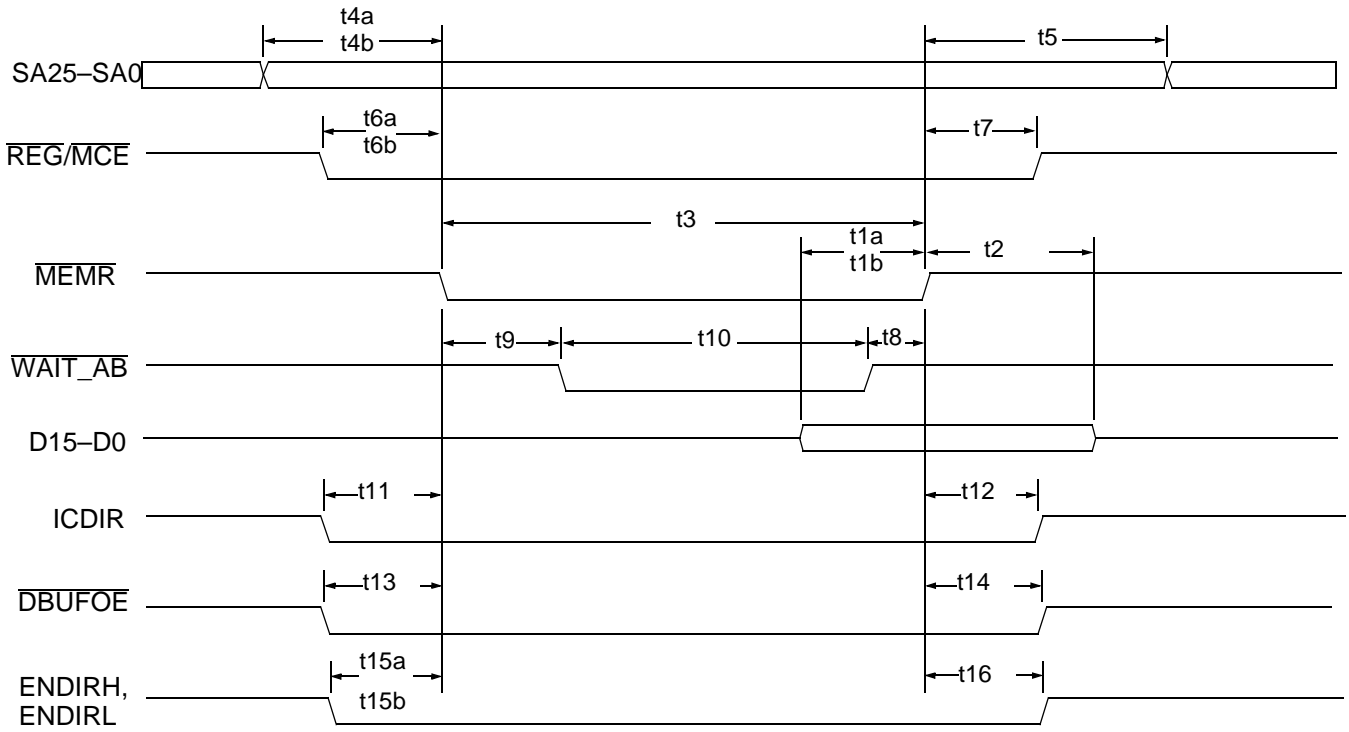 t4a
t4b
t5
SA25–SA0
t6a
t6b
t7
REG/MCE
t3
t1a
t1b
t2
MEMR
t9
t10
t8
WAIT_AB
D15–D0
t11
t12
ICDIR
t13
t14
DBUFOE
t15a
t15b
t16
ENDIRH,
ENDIRL